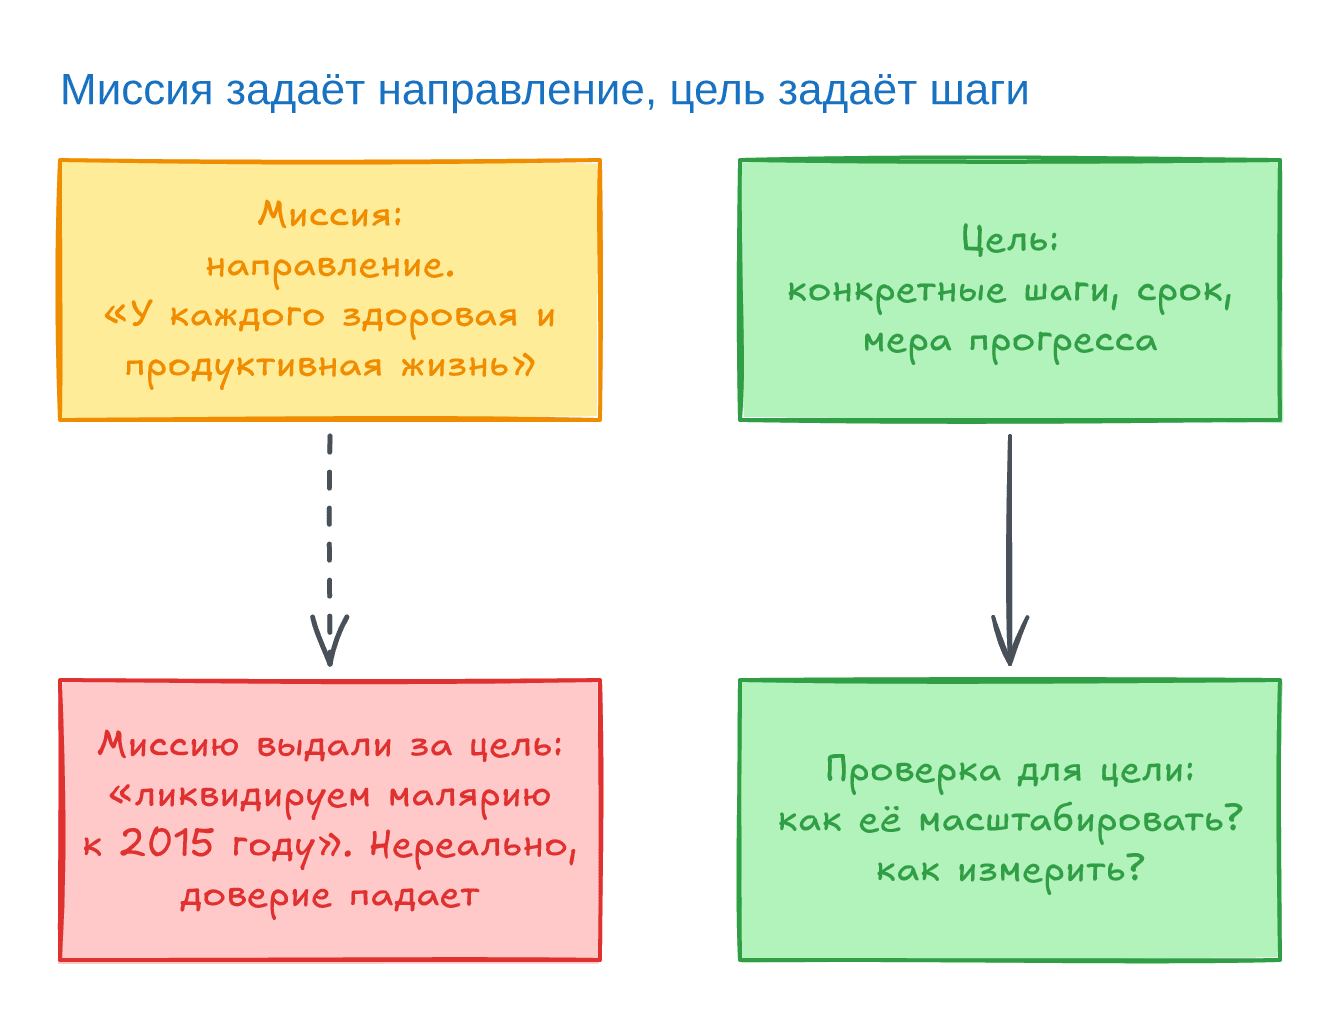 Миссия задаёт направление, цель задаёт шаги
Миссия:
направление.
«У каждого здоровая и
продуктивная жизнь»
Цель:
конкретные шаги, срок,
мера прогресса
Миссию выдали за цель:
«ликвидируем малярию
к 2015 году». Нереально,
доверие падает
Проверка для цели:
как её масштабировать?
как измерить?